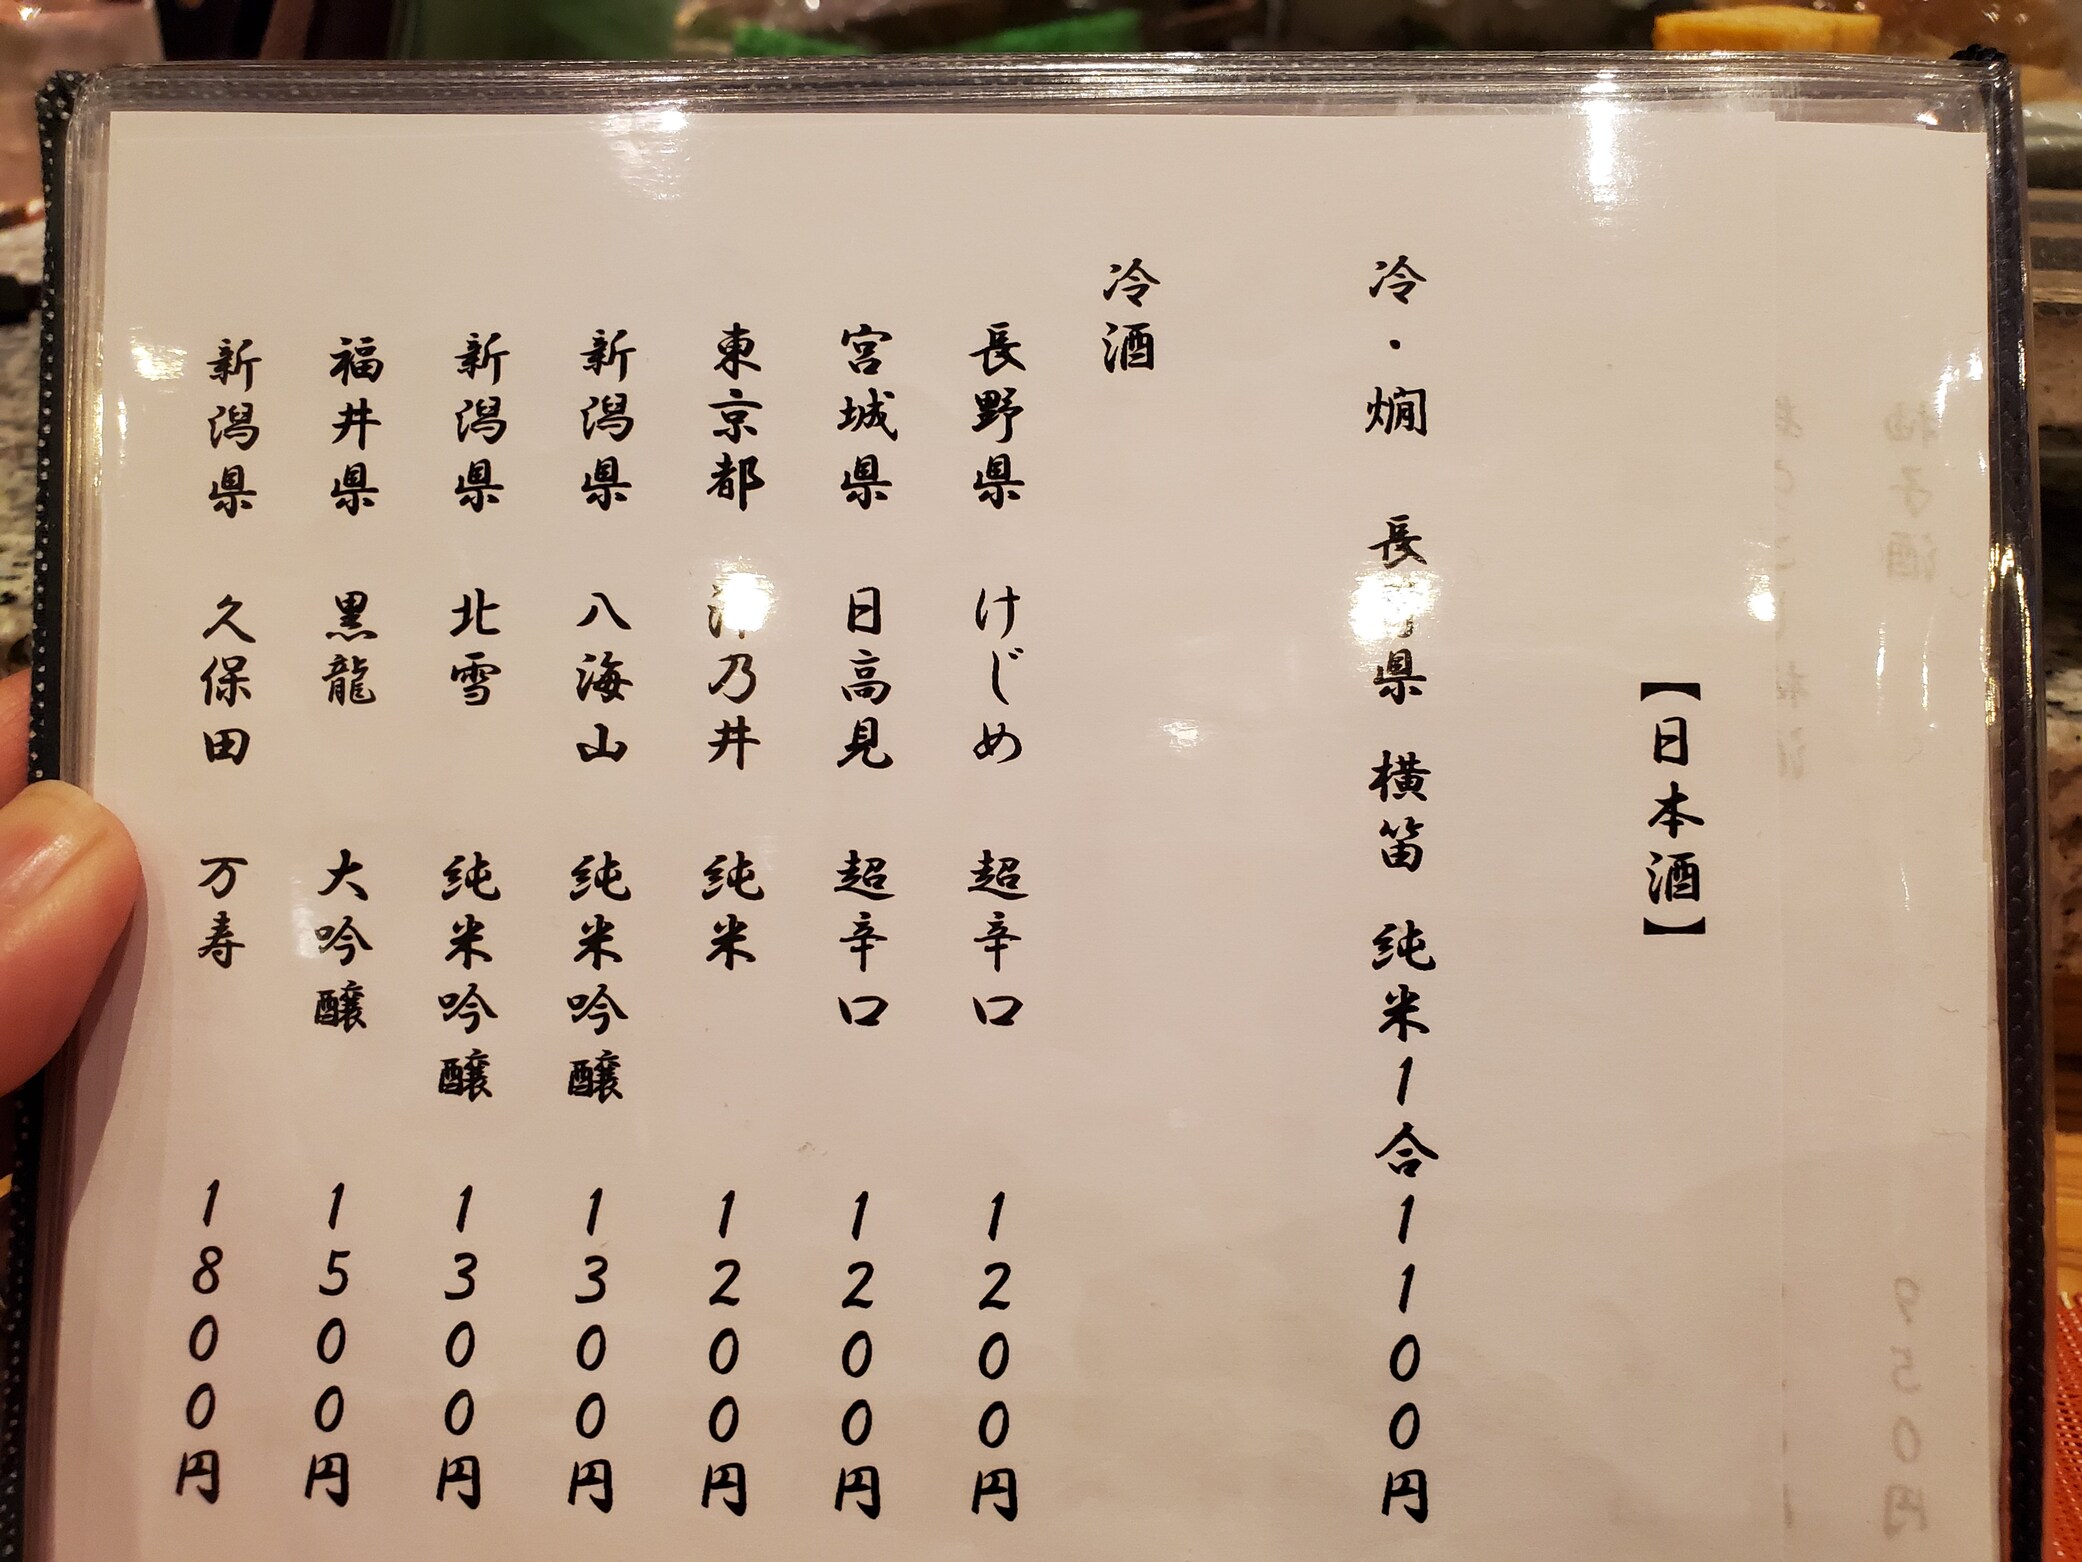 【日本酒】
冷・燗 長 県 横笛 純米1合1100円
冷酒
長野県 けじめ 超辛口 1200円
宮城県 日高見 超辛口 1200円
東京都 乃井 純米 1200円
新潟県 八海山 純米吟醸 1300円
新潟県 北雪 純米吟醸 1300円
福井県 黒龍 大吟醸 1500円
新潟県 久保田 万寿 1800円